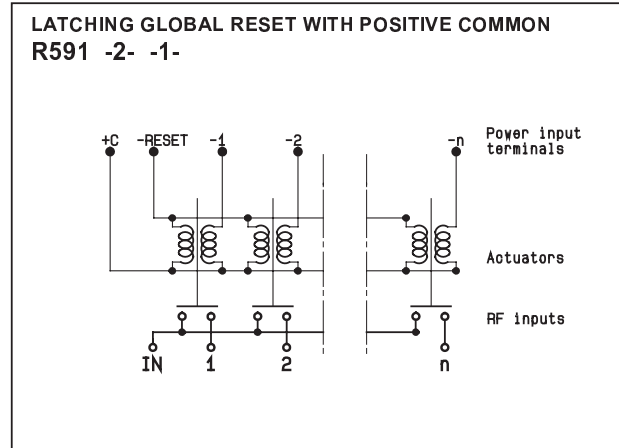 LATCHING GLOBAL RESET WITH POSITIVE COMMON
R591 -2- -1-
+C -RESET -1 -2 -n
Power input
terminals
Actuators
RF inputs
IN 1 2 n